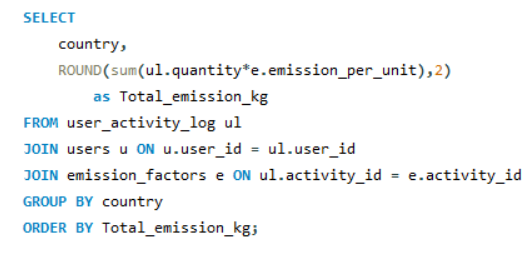 SELECT
country,
ROUND(sum(ul.quantity*e.emission_per_unit),2)
as Total_emission_kg
FROM user_activity_log ul
JOIN users u ON u.user_id = ul.user_id
JOIN emission_factors e ON ul.activity_id = e.activity_id
GROUP BY country
ORDER BY Total_emission_kg;